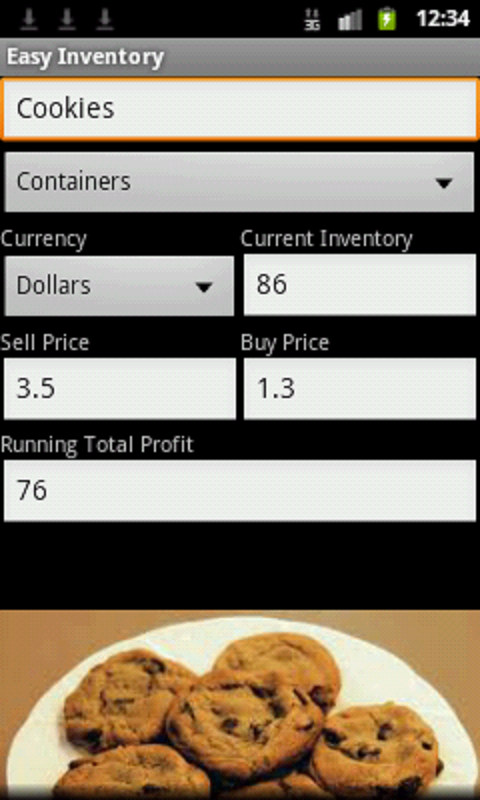 3G 12:34
Easy Inventory
Cookies
Containers
Currency Current Inventory
Dollars 86
Sell Price Buy Price
3.5 1.3
Running Total Profit
76